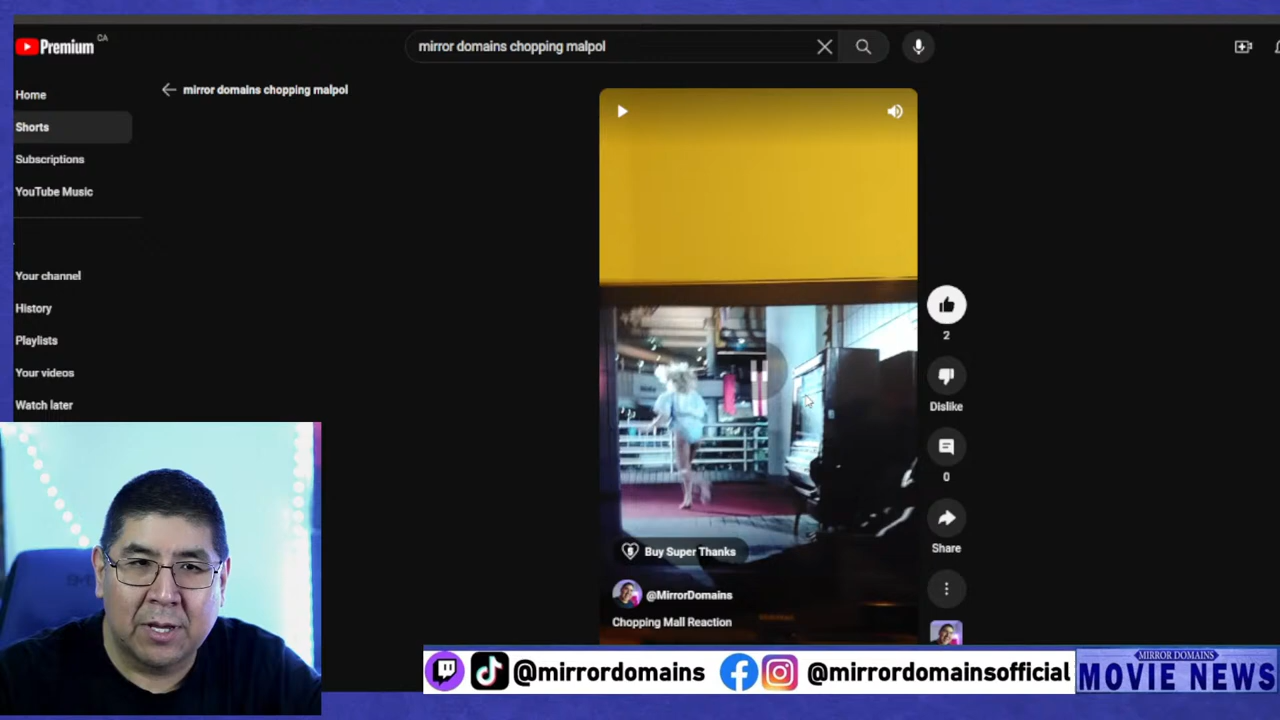 Premium CA
mirror domains chopping malpol
Home
Shorts
Subscriptions
YouTube Music
Your channel
History
Playlists
Your videos
Watch later
mirror domains chopping malpol
2
Dislike
0
Share
Buy Super Thanks
@MirrorDomains
Chopping Mall Reaction
@mirrordomains
@mirrordomainsofficial
MIRROR DOMAINS
MOVIE NEWS